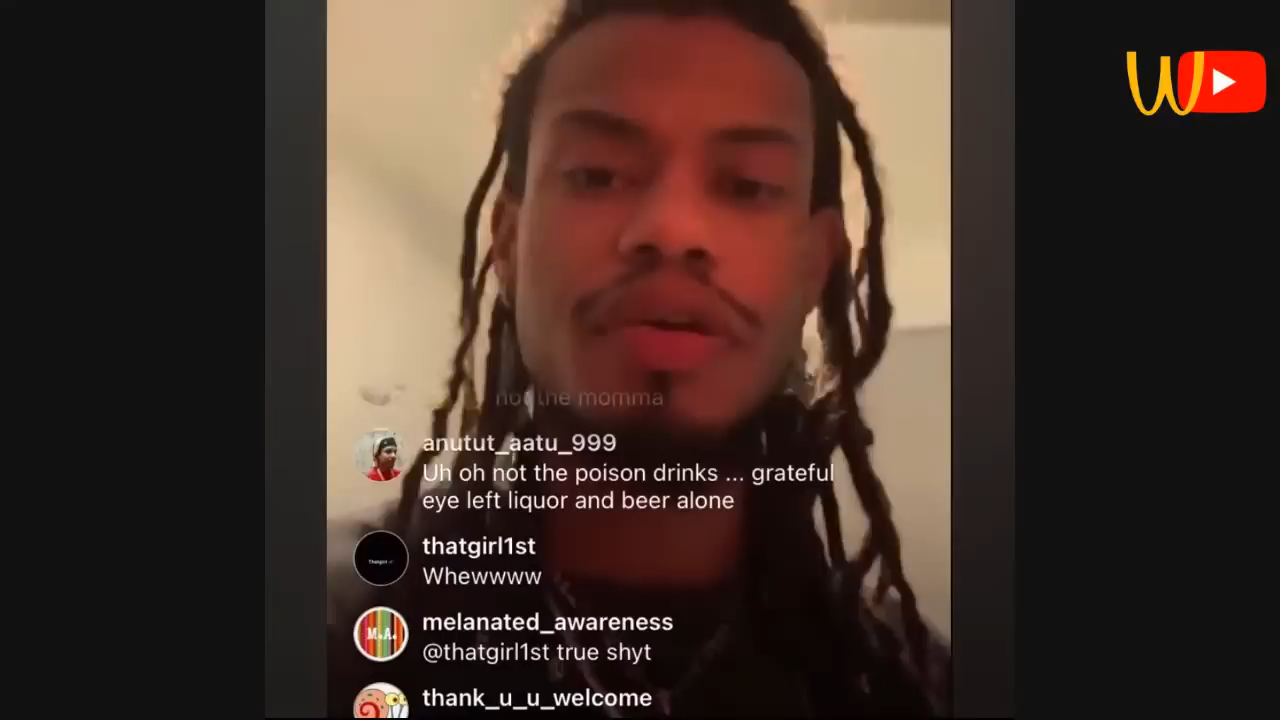 not the momma
anutut_aatu_999
Uh oh not the poison drinks ... grateful
eye left liquor and beer alone
thatgirl1st
Whewwww
M.A.
melanated_awareness
@thatgirl1st true shyt
thank_u_u_welcome